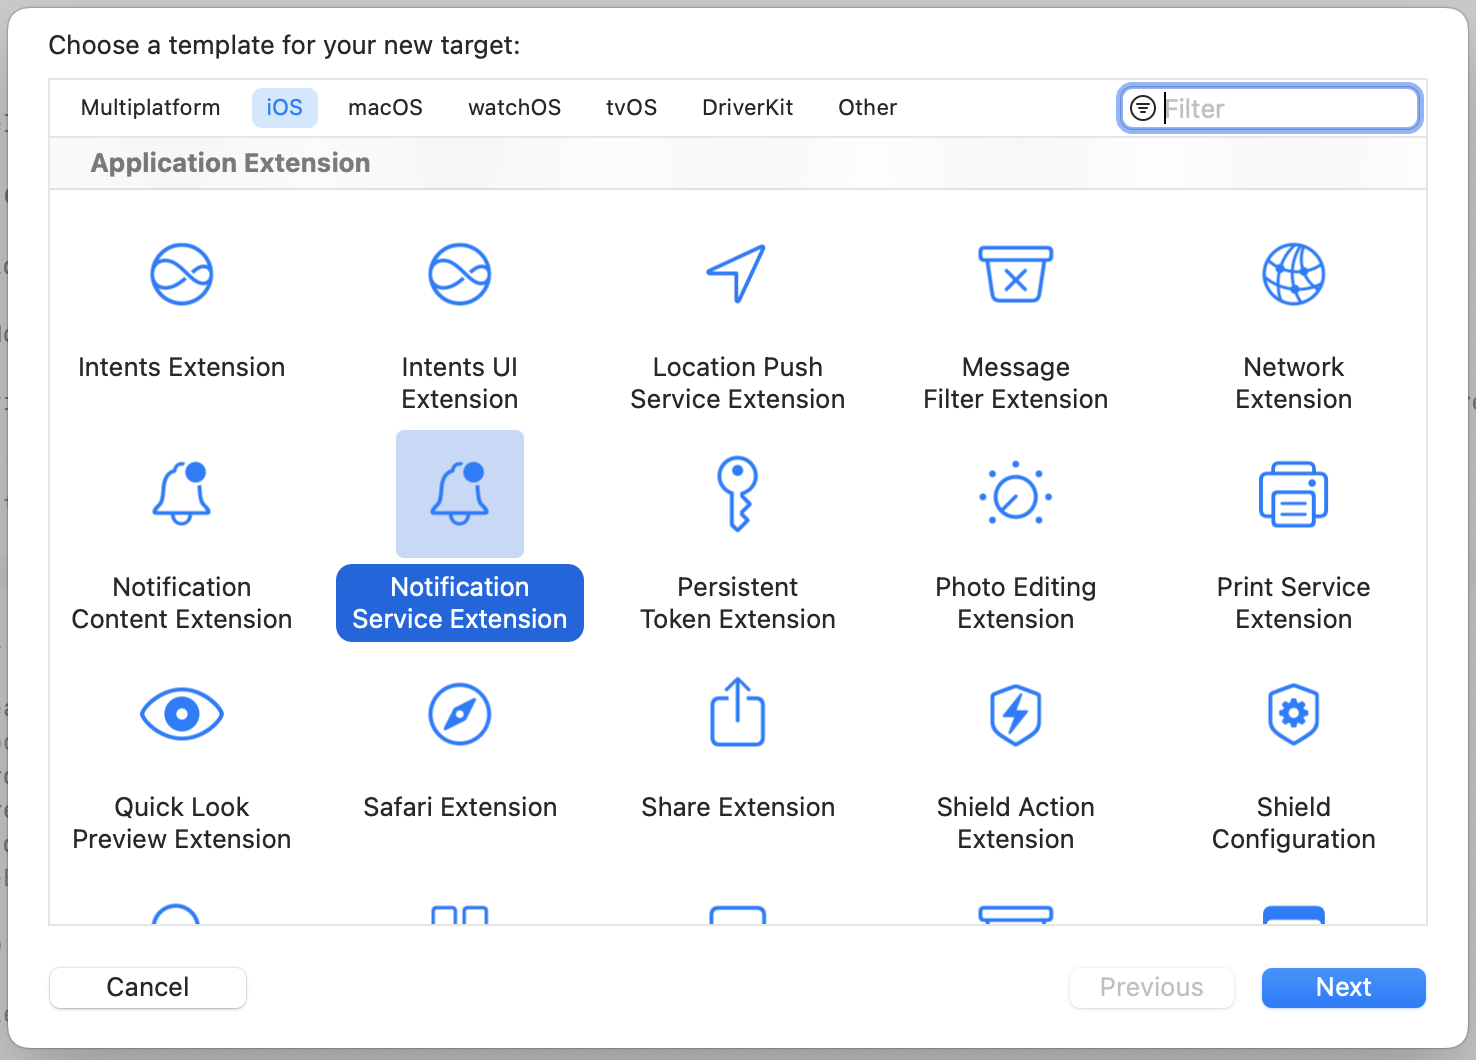 Choose a template for your new target:
Multiplatform iOS macOS watchOS tvOS DriverKit Other Filter
Application Extension
Intents Extension
Intents UI
Extension
Location Push
Service Extension
Message
Filter Extension
Network
Extension
Notification
Content Extension
Notification
Service Extension
Persistent
Token Extension
Photo Editing
Extension
Print Service
Extension
Quick Look
Preview Extension
Safari Extension
Share Extension
Shield Action
Extension
Shield
Configuration
Cancel Previous Next